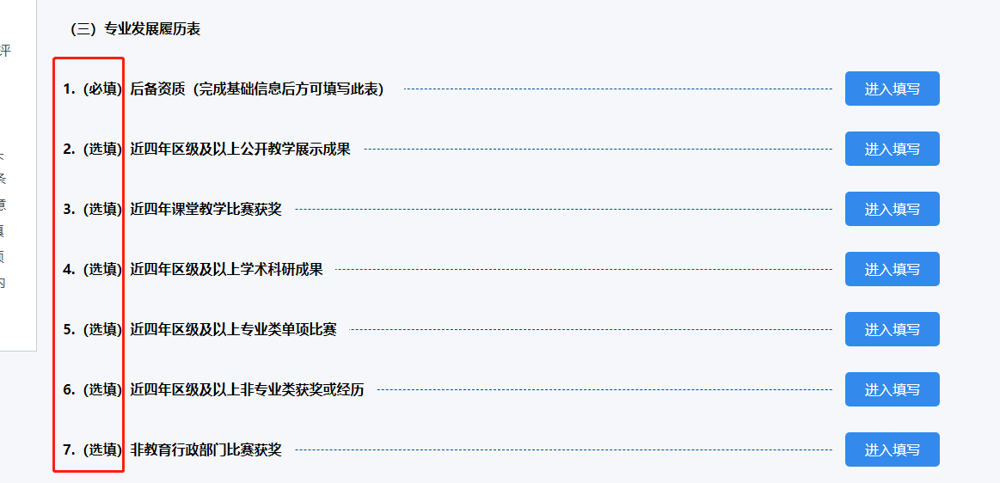 （三）专业发展履历表
评
1.（必填）后备资质（完成基础信息后方可填写此表） 进入填写
2.（选填）近四年区级及以上公开教学展示成果 进入填写
条
3.（选填）近四年课堂教学比赛获奖 进入填写
意
4.（选填）近四年区级及以上学术科研成果 进入填写
5.（选填）近四年区级及以上专业类单项比赛 进入填写
6.（选填）近四年区级及以上非专业类获奖或经历 进入填写
7.（选填）非教育行政部门比赛获奖 进入填写